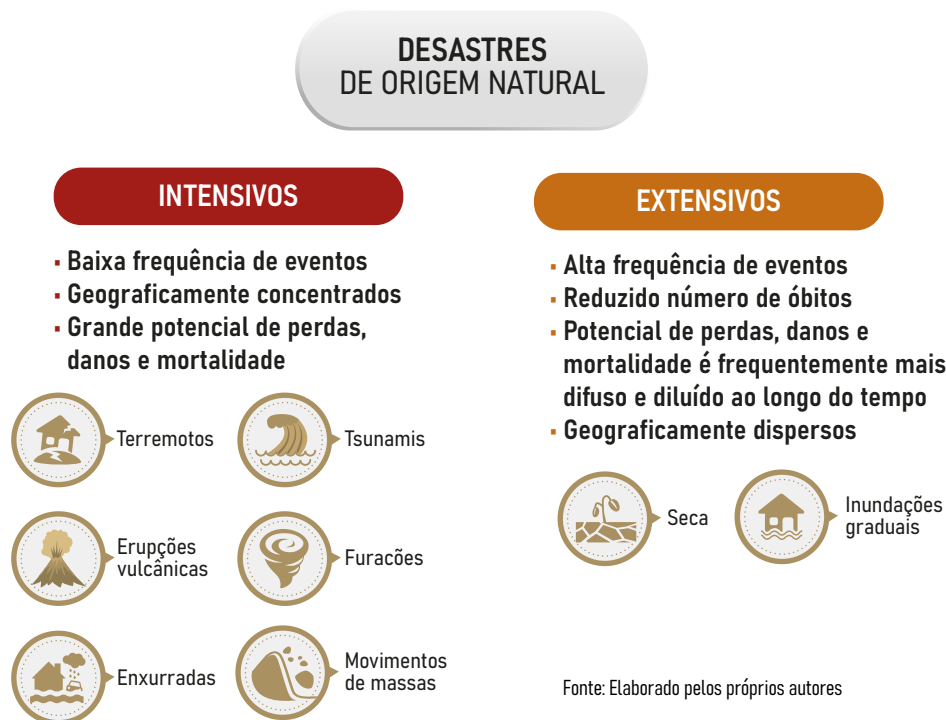 DESASTRES
DE ORIGEM NATURAL
INTENSIVOS
▪ Baixa frequência de eventos
▪ Geograficamente concentrados
▪ Grande potencial de perdas,
danos e mortalidade
Terremotos
Tsunamis
Erupções
vulcânicas
Furacões
Enxurradas
Movimentos
de massas
EXTENSIVOS
▪ Alta frequência de eventos
▪ Reduzido número de óbitos
▪ Potencial de perdas, danos e
mortalidade é frequentemente mais
difuso e diluído ao longo do tempo
▪ Geograficamente dispersos
Seca
Inundações
graduais
Fonte: Elaborado pelos próprios autores